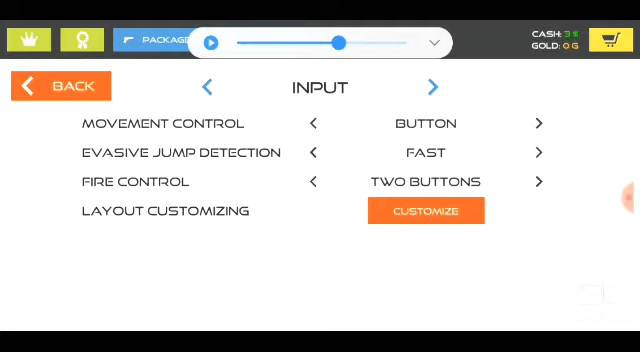 PACKAGE
CASH: 3 $
GOLD: 0 G
BACK
INPUT
MOVEMENT CONTROL BUTTON
EVASIVE JUMP DETECTION FAST
FIRE CONTROL TWO BUTTONS
LAYOUT CUSTOMIZING CUSTOMIZE